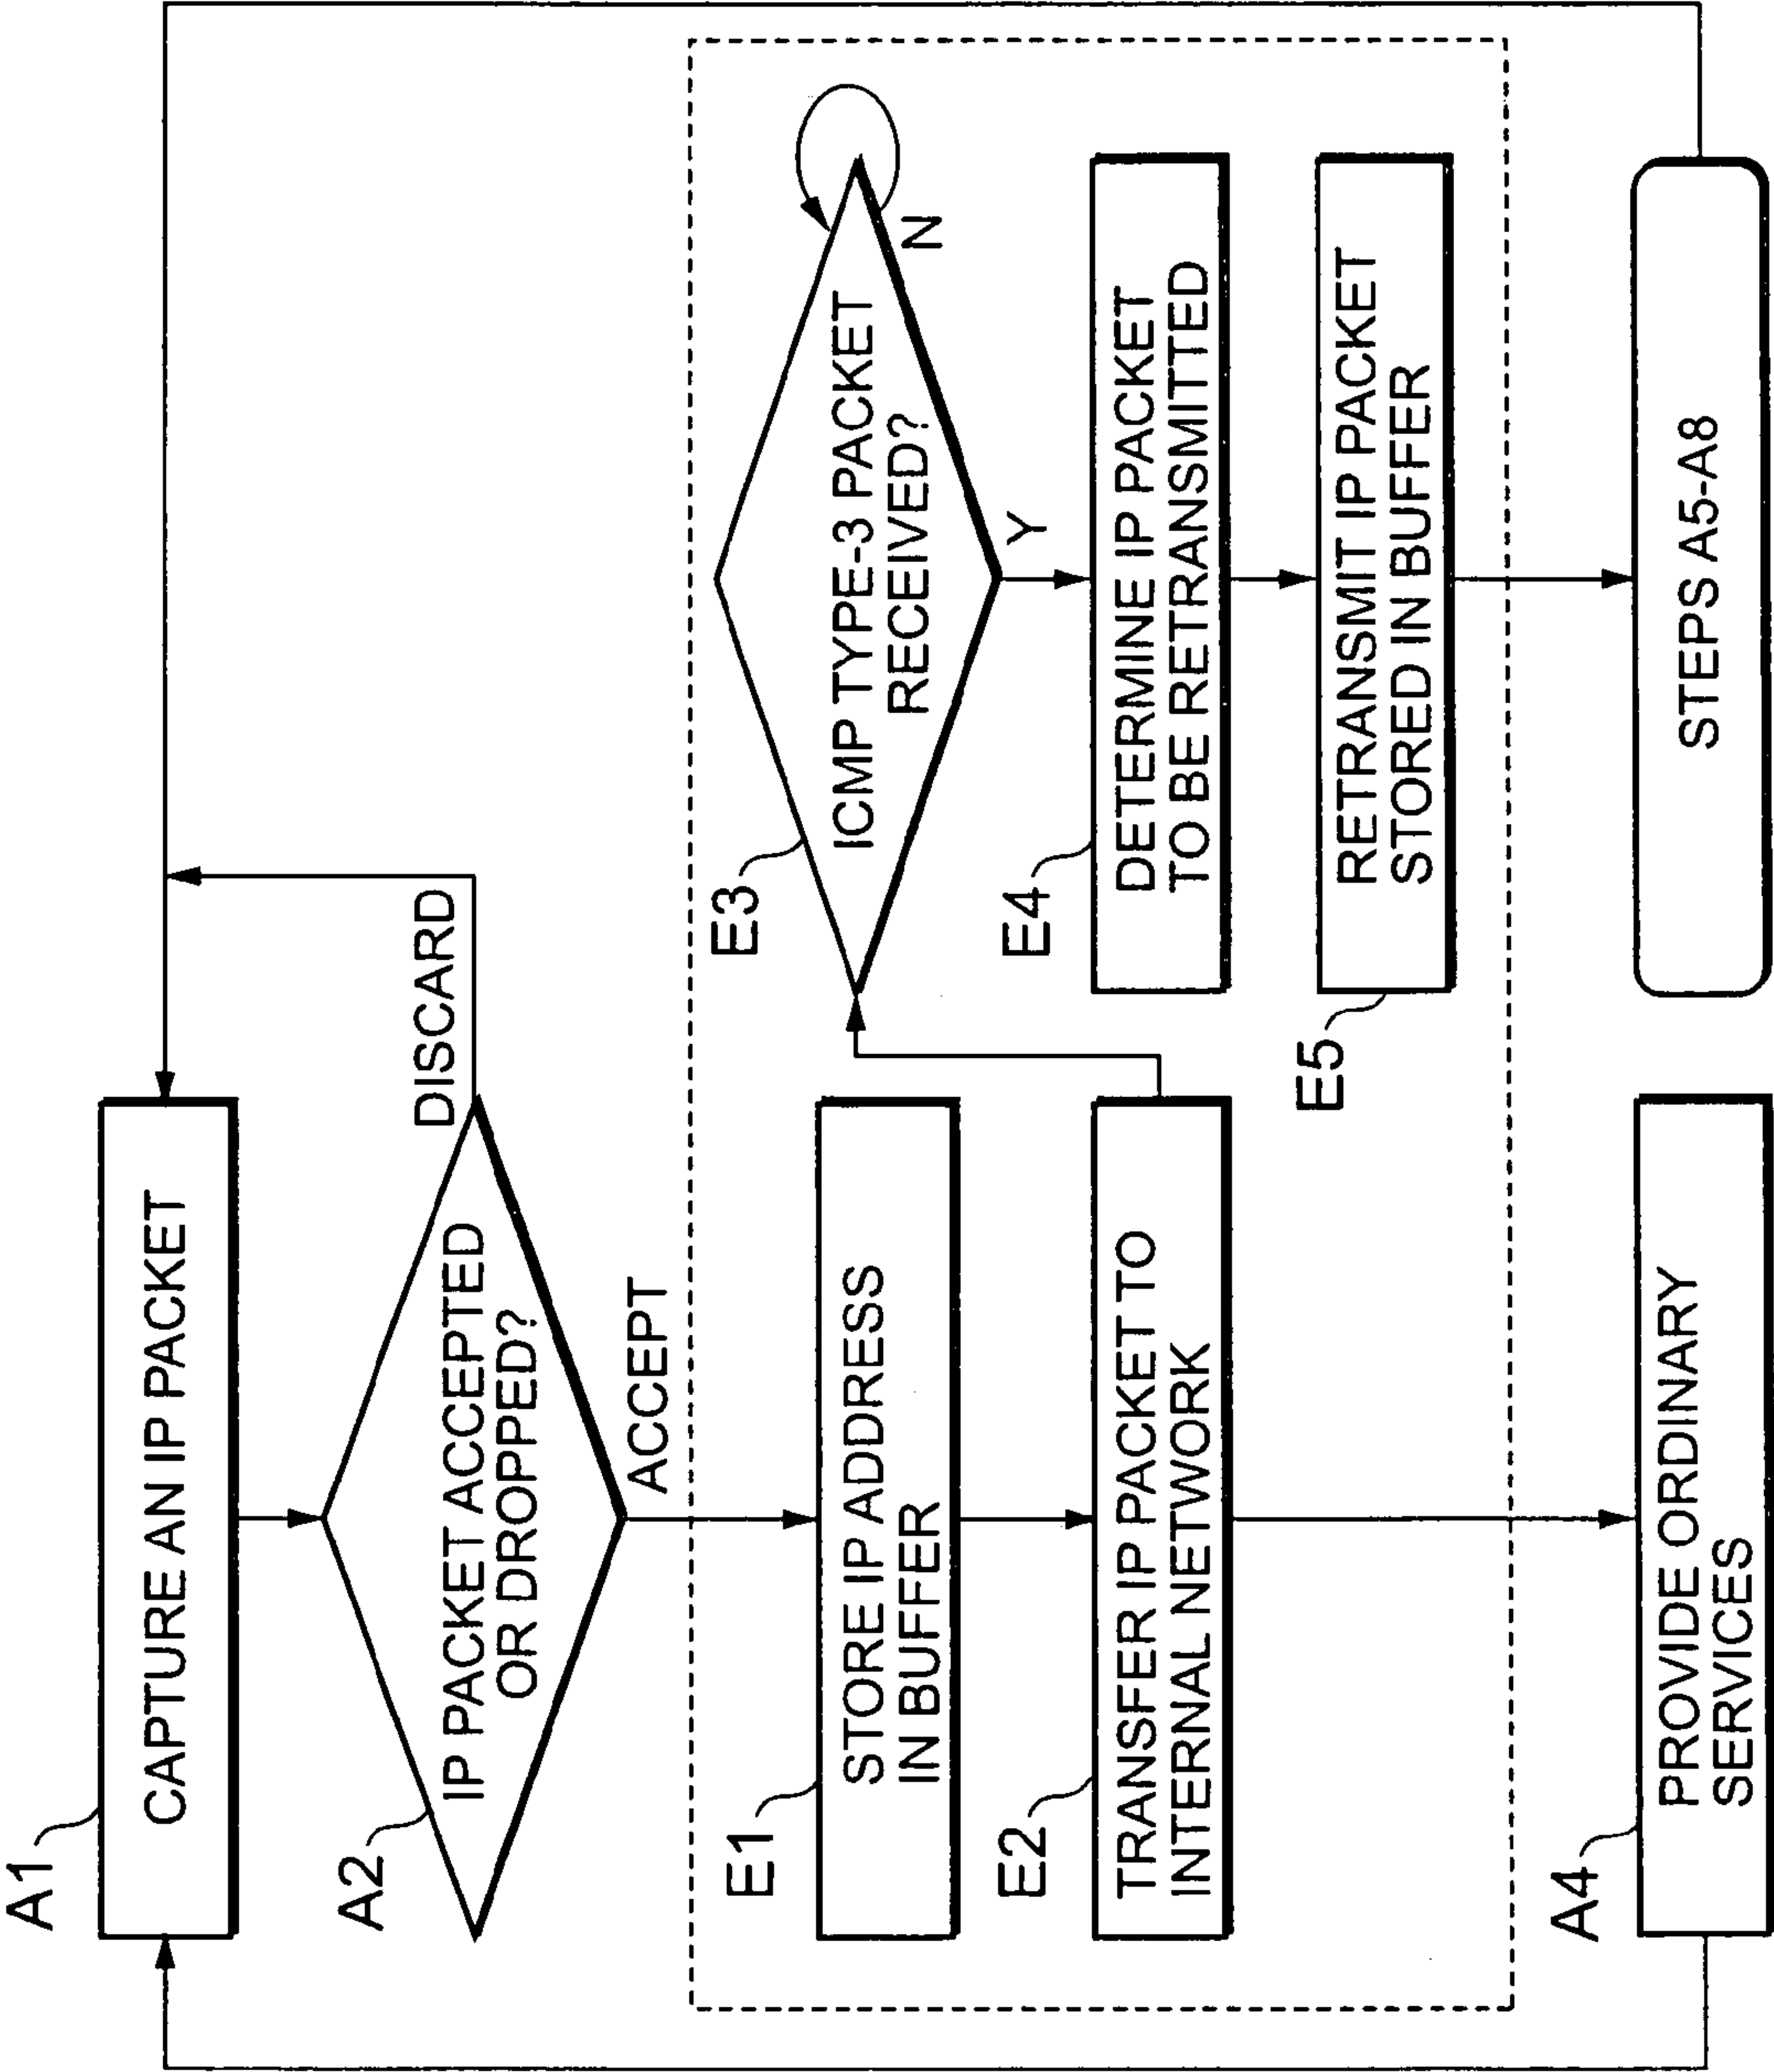 A1
CAPTURE AN IP PACKET
A2
IP PACKET ACCEPTED
OR DROPPED?
DISCARD
ACCEPT
E1
STORE IP ADDRESS
IN BUFFER
E2
TRANSFER IP PACKET TO
INTERNAL NETWORK
E3
ICMP TYPE-3 PACKET
RECEIVED?
N
Y
E4
DETERMINE IP PACKET
TO BE RETRANSMITTED
E5
RETRANSMIT IP PACKET
STORED IN BUFFER
A4
PROVIDE ORDINARY
SERVICES
STEPS A5-A8